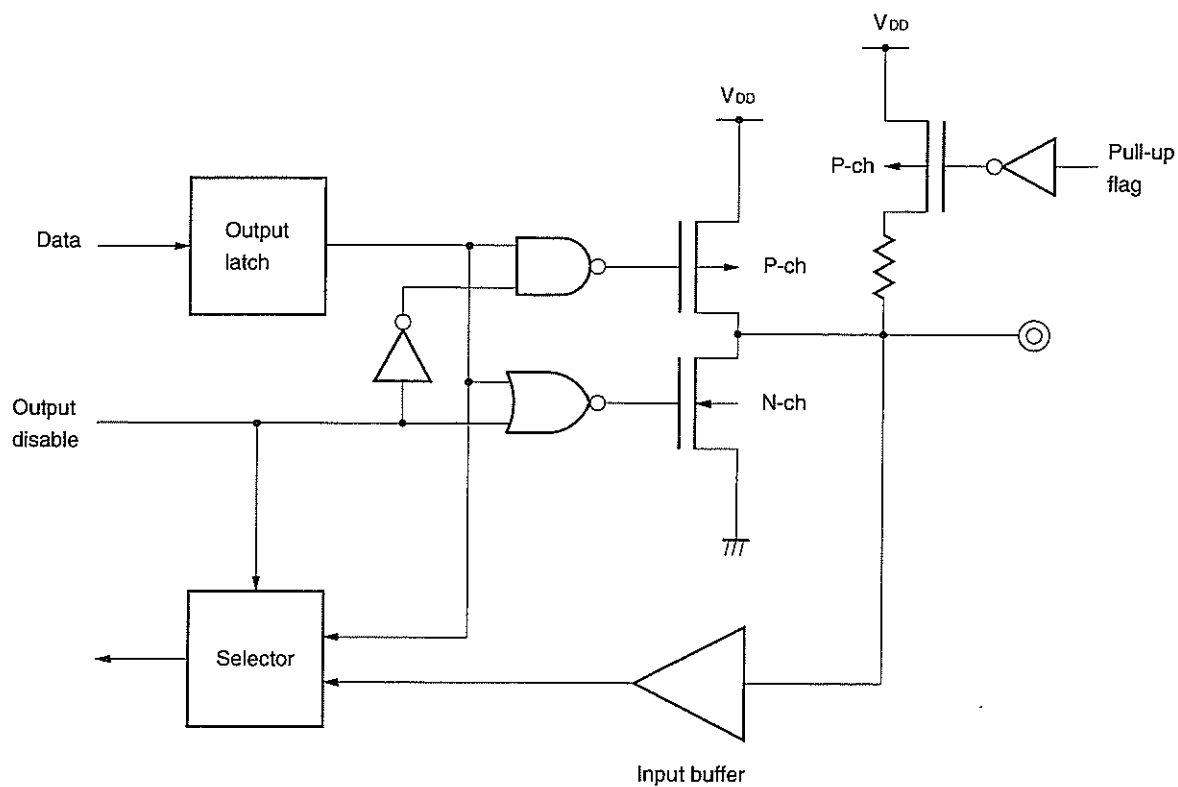 VDD
VDD
P-ch
Pull-up
flag
Data
Output
latch
P-ch
Output
disable
N-ch
Selector
Input buffer